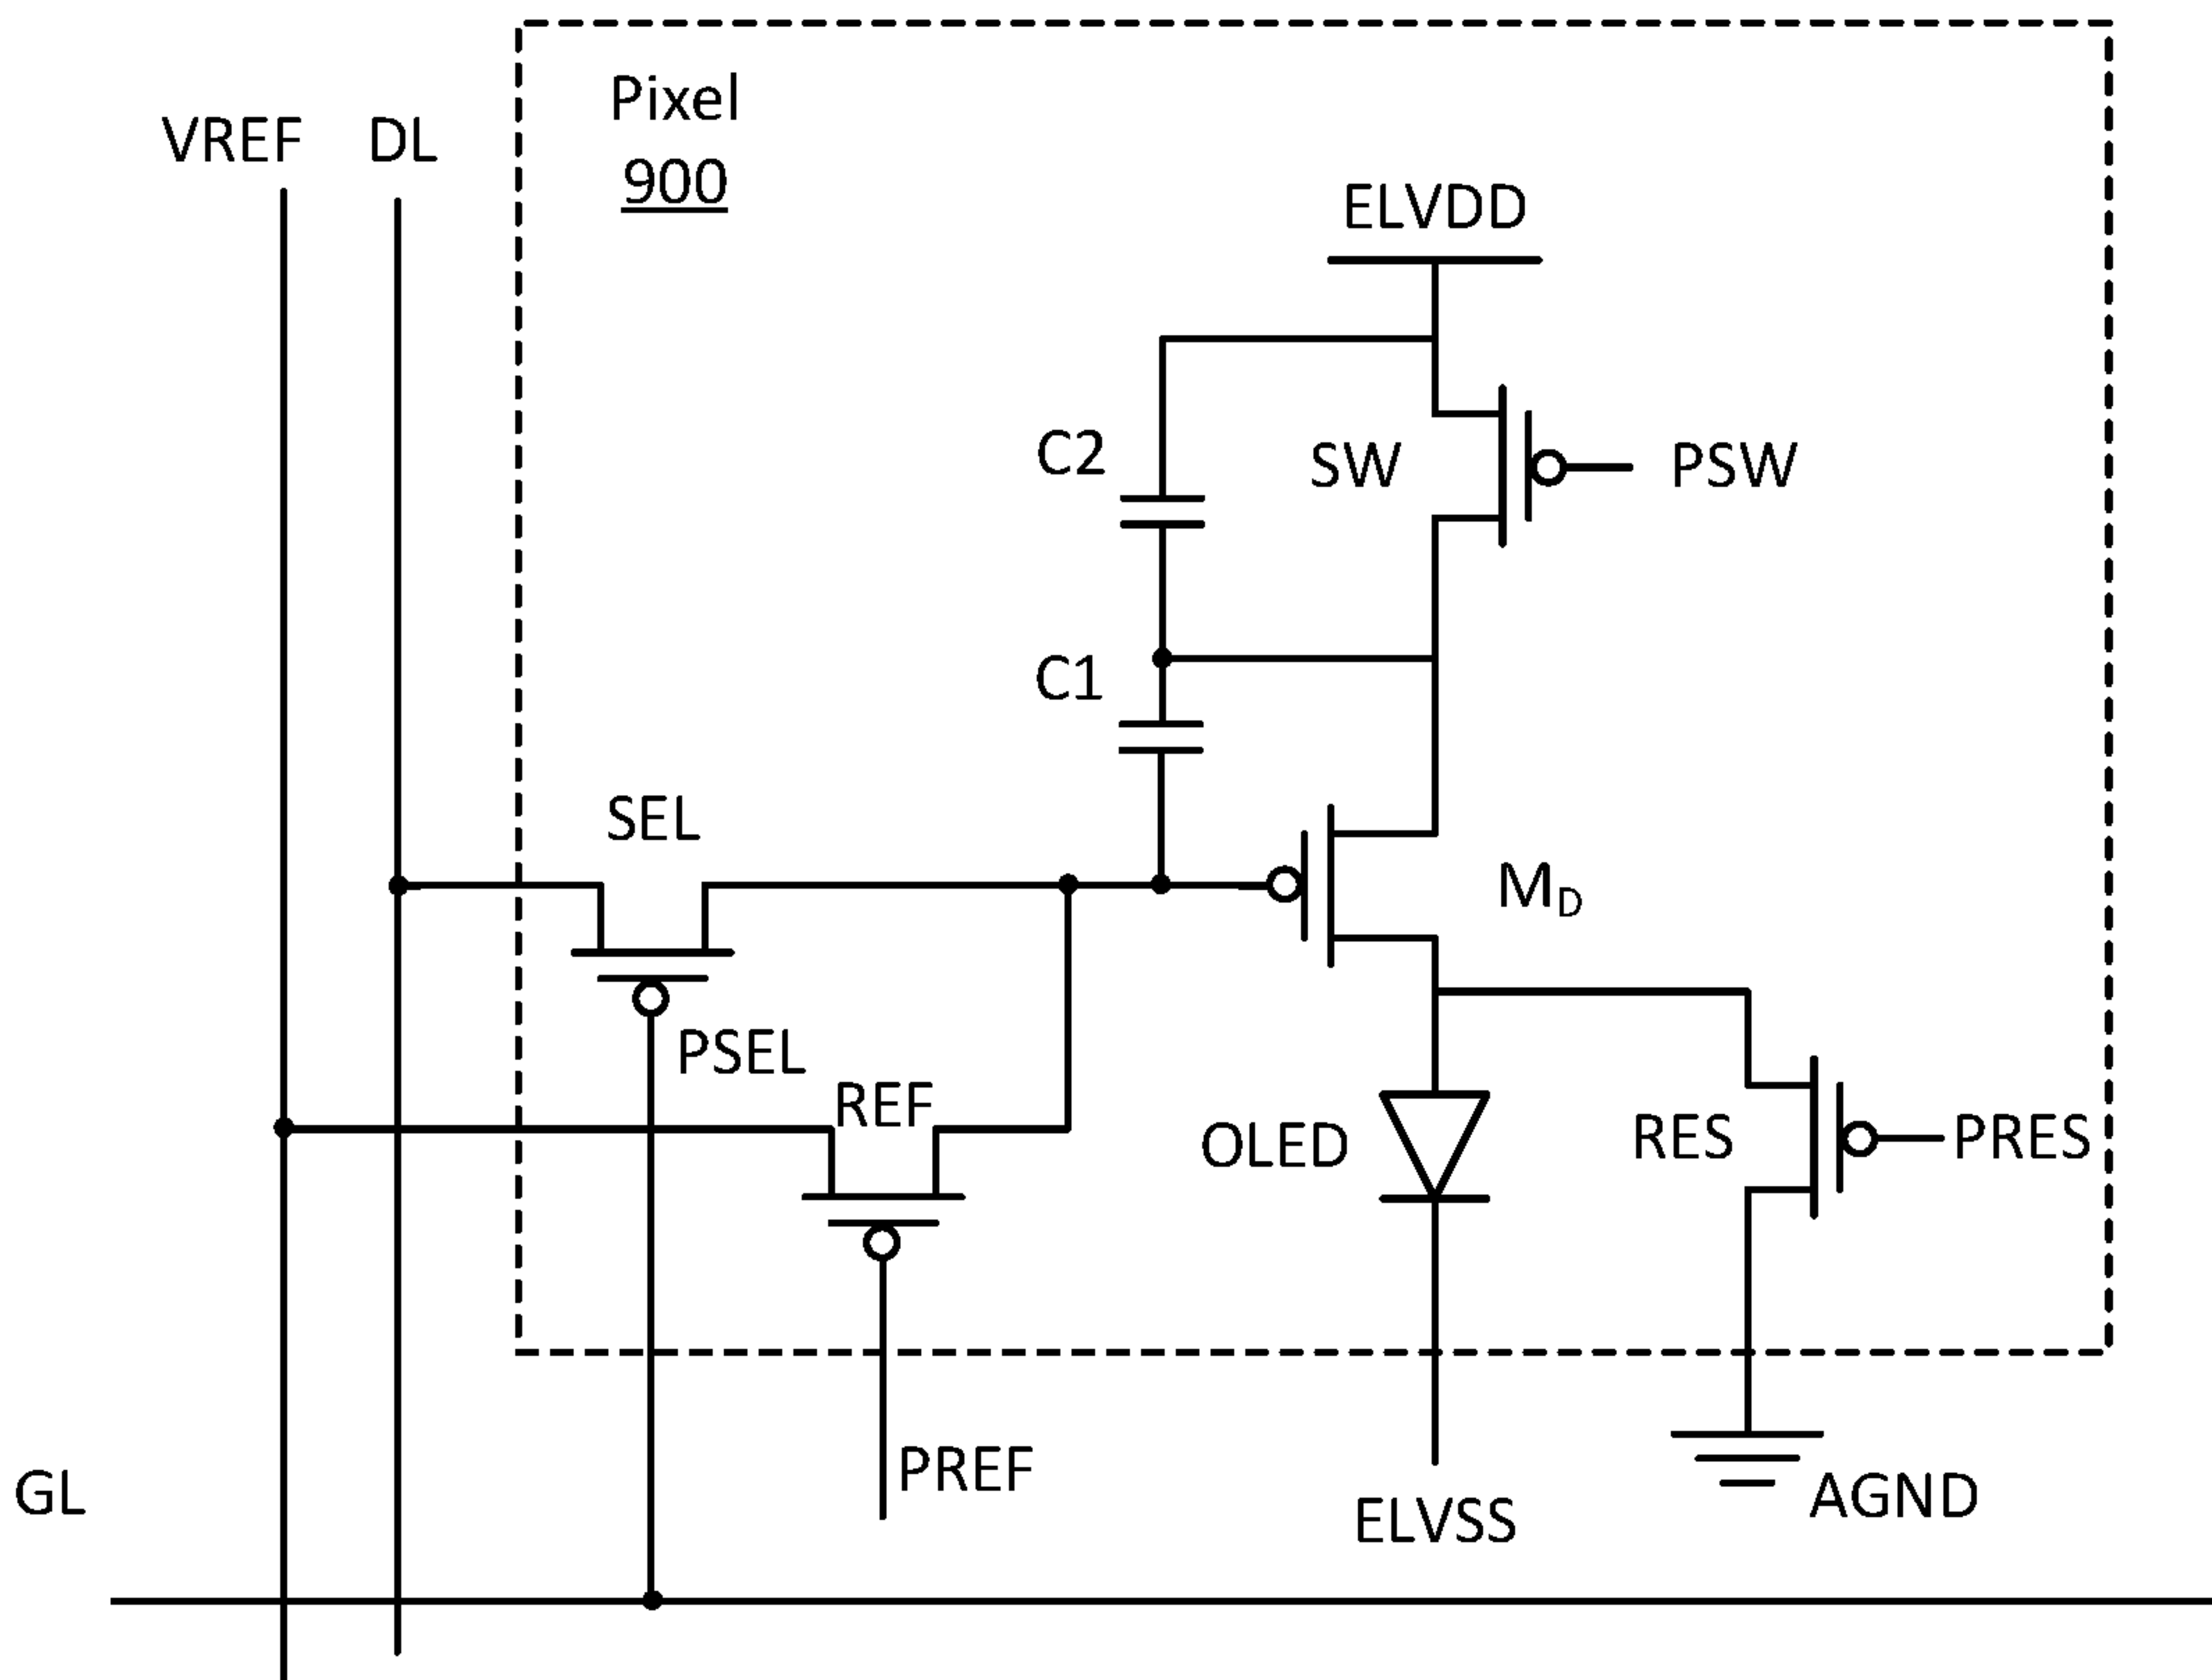 Pixel
900
VREF
DL
ELVDD
C2
SW
PSW
C1
SEL
M_D
PSEL
REF
OLED
RES
PRES
PREF
GL
ELVSS
AGND